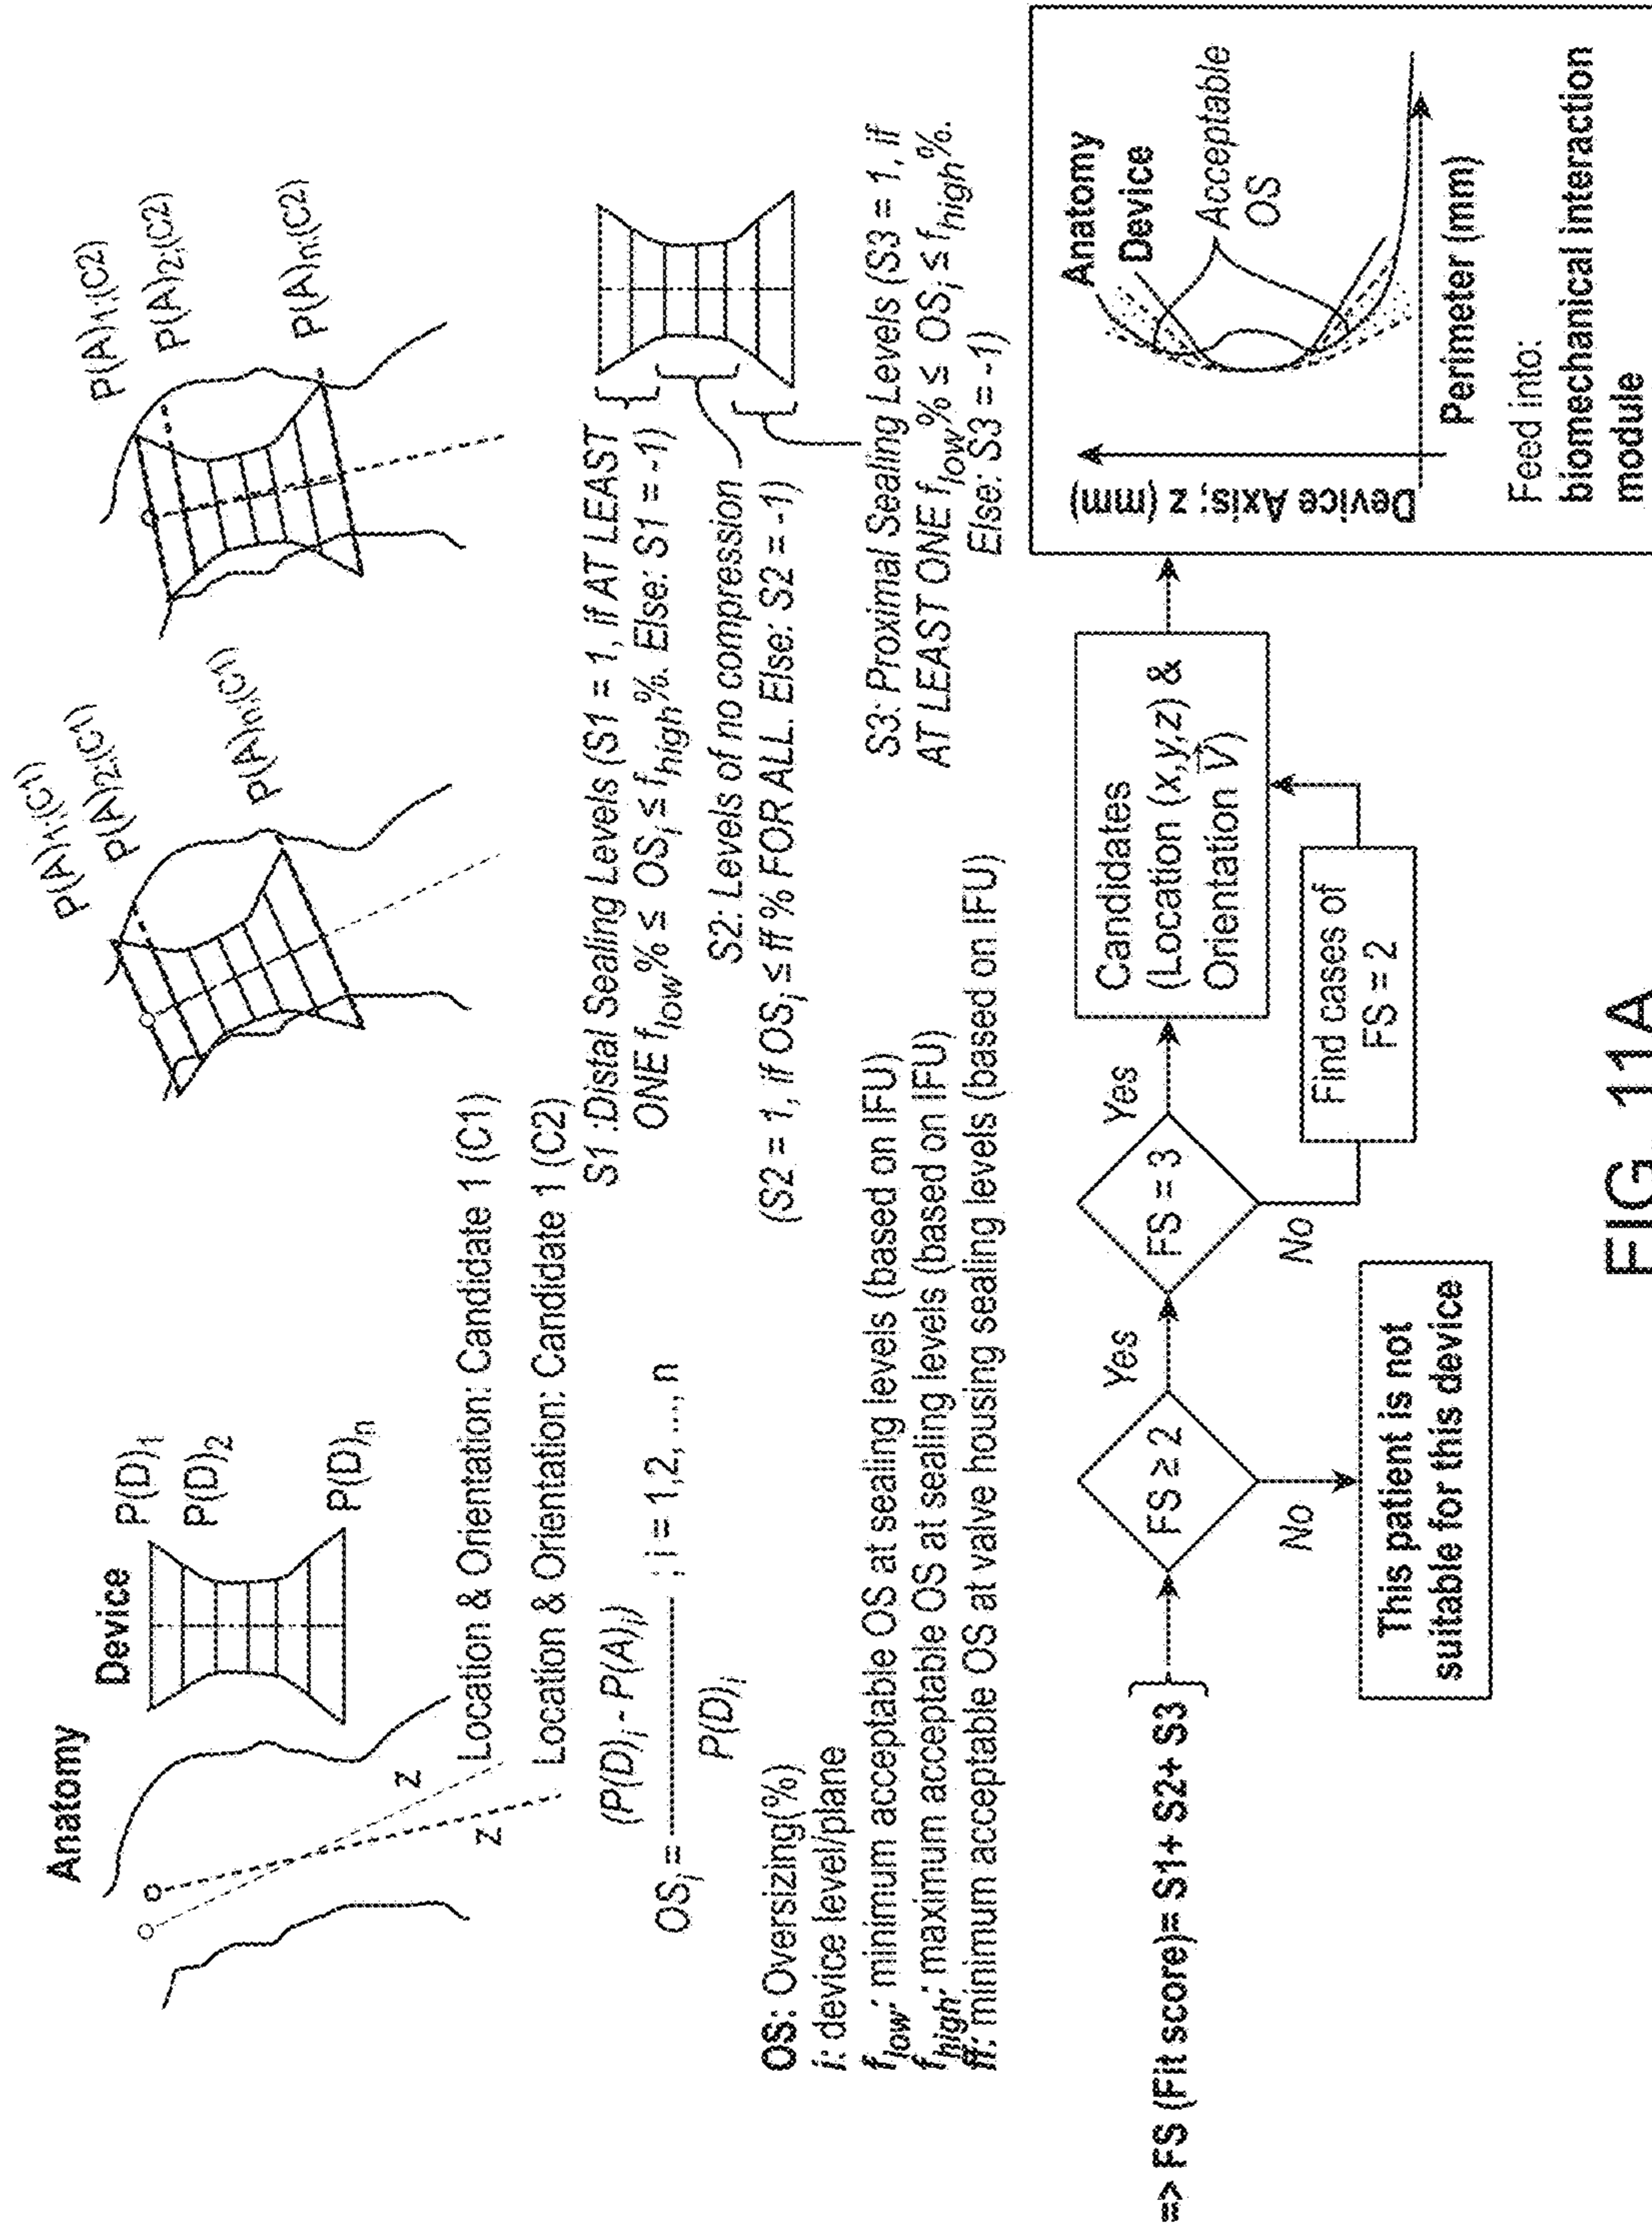 Anatomy
Device
P(D)1
P(D)2
P(D)n
z
z
Location & Orientation: Candidate 1 (C1)
Location & Orientation: Candidate 1 (C2)
P(A)1:(C1)
P(A)2:(C1)
P(A)n:(C1)
P(A)1:(C2)
P(A)2:(C2)
P(A)n:(C2)
OSi = (P(D)i - P(A)i) / P(D)i ; i = 1,2, ..., n
OS: Oversizing(%)
i: device level/plane
flow: minimum acceptable OS at sealing levels (based on IFU)
fhigh: maximum acceptable OS at sealing levels (based on IFU)
ff: minimum acceptable OS at valve housing sealing levels (based on IFU)
S1 :Distal Sealing Levels (S1 = 1, if AT LEAST
ONE flow% ≤ OSi ≤ fhigh%. Else: S1 = -1)
S2: Levels of no compression
(S2 = 1, if OSi ≤ ff % FOR ALL. Else: S2 = -1)
S3: Proximal Sealing Levels (S3 = 1, if
AT LEAST ONE flow% ≤ OSi ≤ fhigh%.
Else: S3 = -1)
=> FS (Fit score)= S1+ S2+ S3
FS ≥ 2
Yes
No
This patient is not
suitable for this device
FS = 3
Yes
No
Find cases of
FS = 2
Candidates
(Location (x,y,z) &
Orientation V⃗)
Device Axis; z (mm)
Anatomy
Device
Acceptable
OS
Perimeter (mm)
Feed into:
biomechanical interaction
module
FIG. 11A